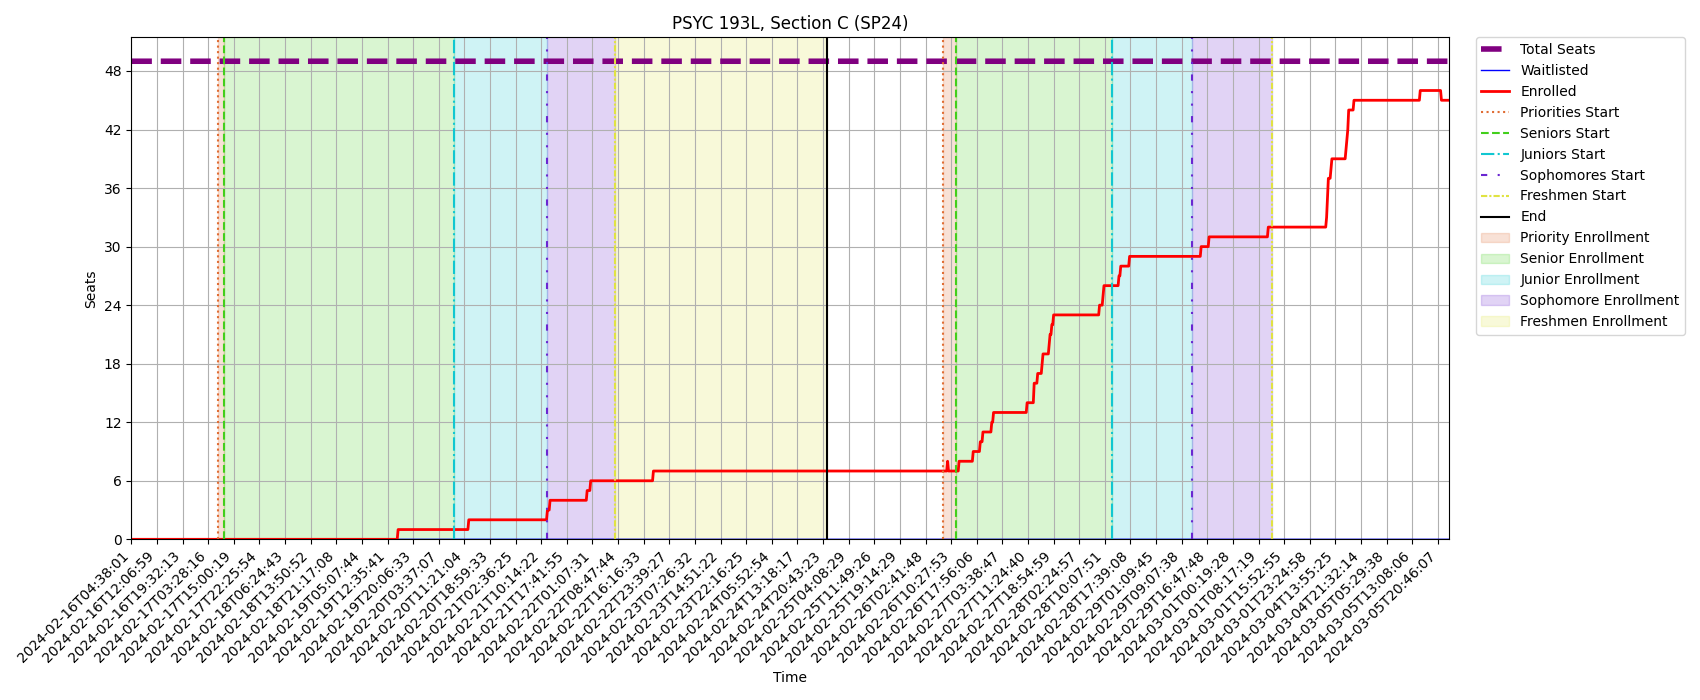 PSYC 193L, Section C (SP24)
Seats
48
42
36
30
24
18
12
6
0
2024-02-16T04:38:01
2024-02-16T12:06:59
2024-02-16T19:32:13
2024-02-17T03:28:16
2024-02-17T15:00:19
2024-02-17T22:25:54
2024-02-18T06:24:43
2024-02-18T13:50:52
2024-02-18T21:17:08
2024-02-19T05:07:44
2024-02-19T12:35:41
2024-02-19T20:06:33
2024-02-20T03:37:07
2024-02-20T11:21:04
2024-02-20T18:59:33
2024-02-21T02:36:25
2024-02-21T10:14:22
2024-02-21T17:41:55
2024-02-22T01:07:31
2024-02-22T08:47:44
2024-02-22T16:16:33
2024-02-22T23:39:27
2024-02-23T07:26:32
2024-02-23T14:51:22
2024-02-23T22:16:25
2024-02-24T05:52:54
2024-02-24T13:18:17
2024-02-24T20:43:23
2024-02-25T04:08:29
2024-02-25T11:49:26
2024-02-25T19:14:29
2024-02-26T02:41:48
2024-02-26T10:27:53
2024-02-26T17:56:06
2024-02-27T03:38:47
2024-02-27T11:24:40
2024-02-27T18:54:59
2024-02-28T02:24:57
2024-02-28T10:07:51
2024-02-28T17:39:08
2024-02-29T01:09:45
2024-02-29T09:07:38
2024-02-29T16:47:48
2024-03-01T00:19:28
2024-03-01T08:17:19
2024-03-01T15:52:55
2024-03-01T23:24:58
2024-03-04T13:55:25
2024-03-04T21:32:14
2024-03-05T05:29:38
2024-03-05T13:08:06
2024-03-05T20:46:07
Time
Total Seats
Waitlisted
Enrolled
Priorities Start
Seniors Start
Juniors Start
Sophomores Start
Freshmen Start
End
Priority Enrollment
Senior Enrollment
Junior Enrollment
Sophomore Enrollment
Freshmen Enrollment